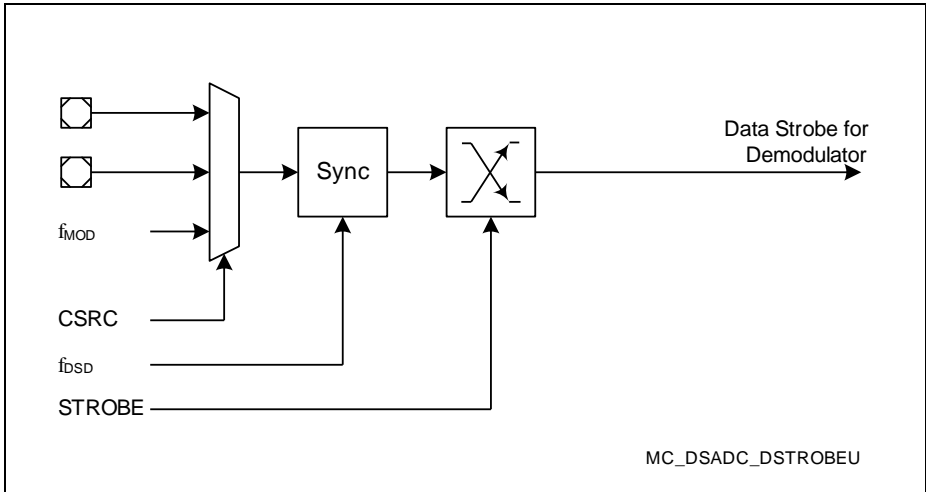 Data Strobe for
Demodulator
Sync
fMOD
CSRC
fDSD
STROBE
MC_DSADC_DSTROBEU